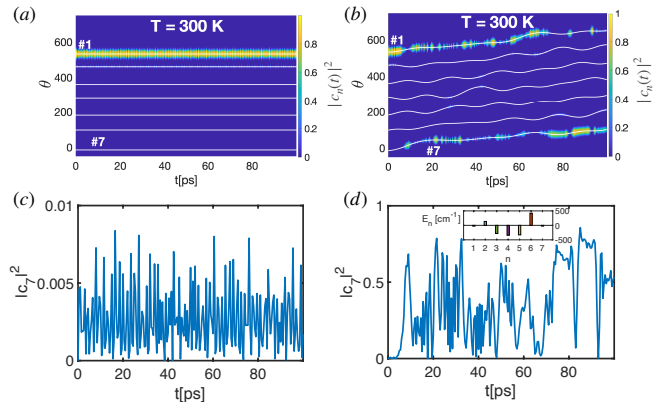 (a)
T = 300 K
#1
#7
θ
600
400
200
0
0 20 40 60 80
t[ps]
0.8
0.6
0.4
0.2
0
|c_n(t)|^2
(b)
T = 300 K
#1
#7
θ
600
400
200
0
0 20 40 60 80
t[ps]
1
0.8
0.6
0.4
0.2
0
|c_n(t)|^2
(c)
|c_7|^2
0.01
0.005
0
0 20 40 60 80
t[ps]
(d)
|c_7|^2
1
0.5
0
0 20 40 60 80
t[ps]
E_n [cm^-1]
500
0
-500
1 2 3 4 5 6 7
n